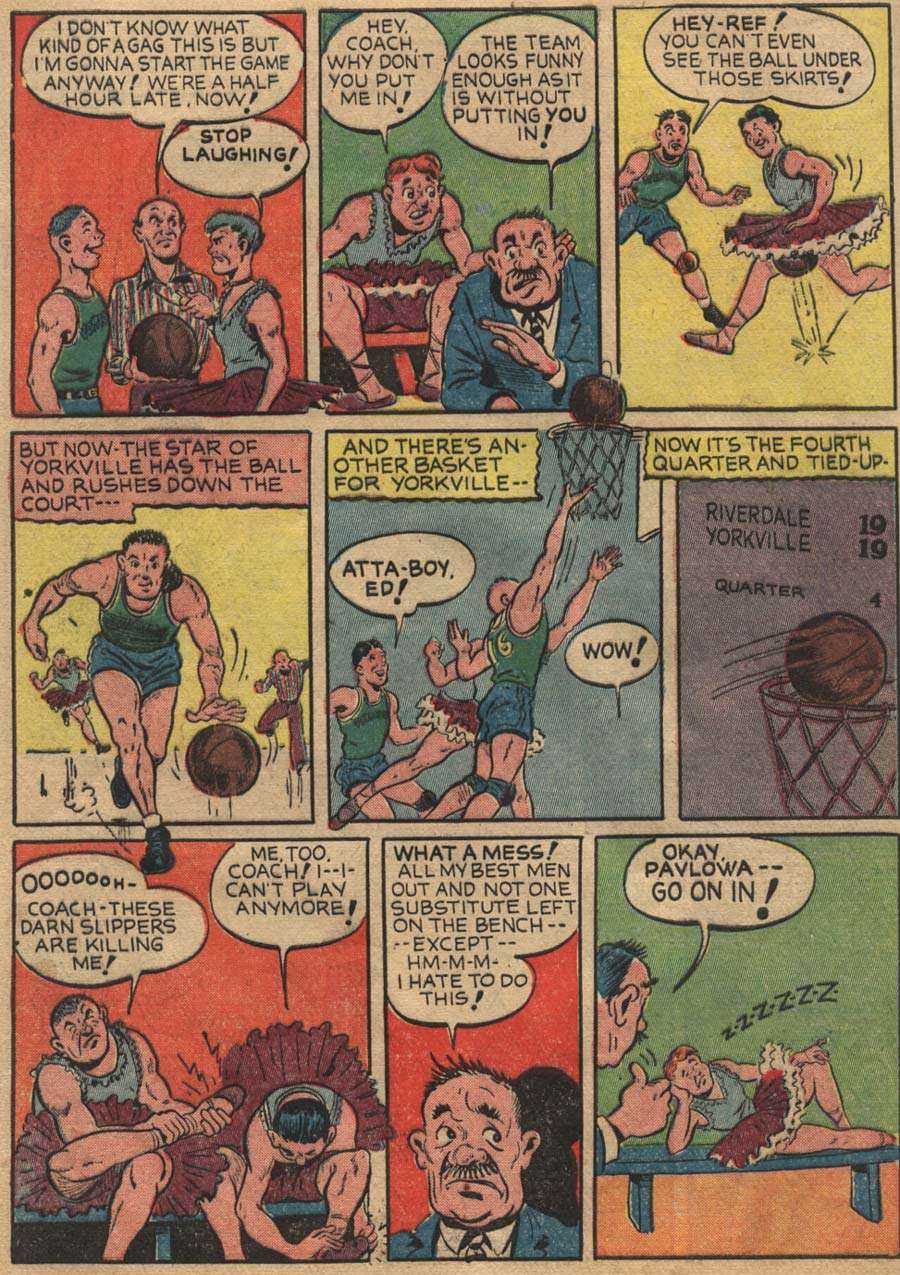 I DON'T KNOW WHAT
KIND OF A GAG THIS IS BUT
I'M GONNA START THE GAME
ANYWAY! WE'RE A HALF
HOUR LATE, NOW!
STOP
LAUGHING!
HEY,
COACH,
WHY DON'T
YOU PUT
ME IN!
THE TEAM
LOOKS FUNNY
ENOUGH AS IT
IS WITHOUT
PUTTING YOU
IN!
HEY-REF!
YOU CAN'T EVEN
SEE THE BALL UNDER
THOSE SKIRTS!
BUT NOW-THE STAR OF
YORKVILLE HAS THE BALL
AND RUSHES DOWN THE
COURT---
AND THERE'S AN-
OTHER BASKET
FOR YORKVILLE--
ATTA-BOY,
ED!
6
WOW!
NOW IT'S THE FOURTH
QUARTER AND TIED-UP-
RIVERDALE 19
YORKVILLE 19
QUARTER 4
OOOOOOH-
COACH-THESE
DARN SLIPPERS
ARE KILLING
ME!
ME, TOO,
COACH! I--I-
CAN'T PLAY
ANYMORE!
WHAT A MESS!
ALL MY BEST MEN
OUT AND NOT ONE
SUBSTITUTE LEFT
ON THE BENCH--
--EXCEPT--
HM-M-M-
I HATE TO DO
THIS!
OKAY,
PAVLOWA--
GO ON IN!
Z-Z-Z-Z-Z-Z-